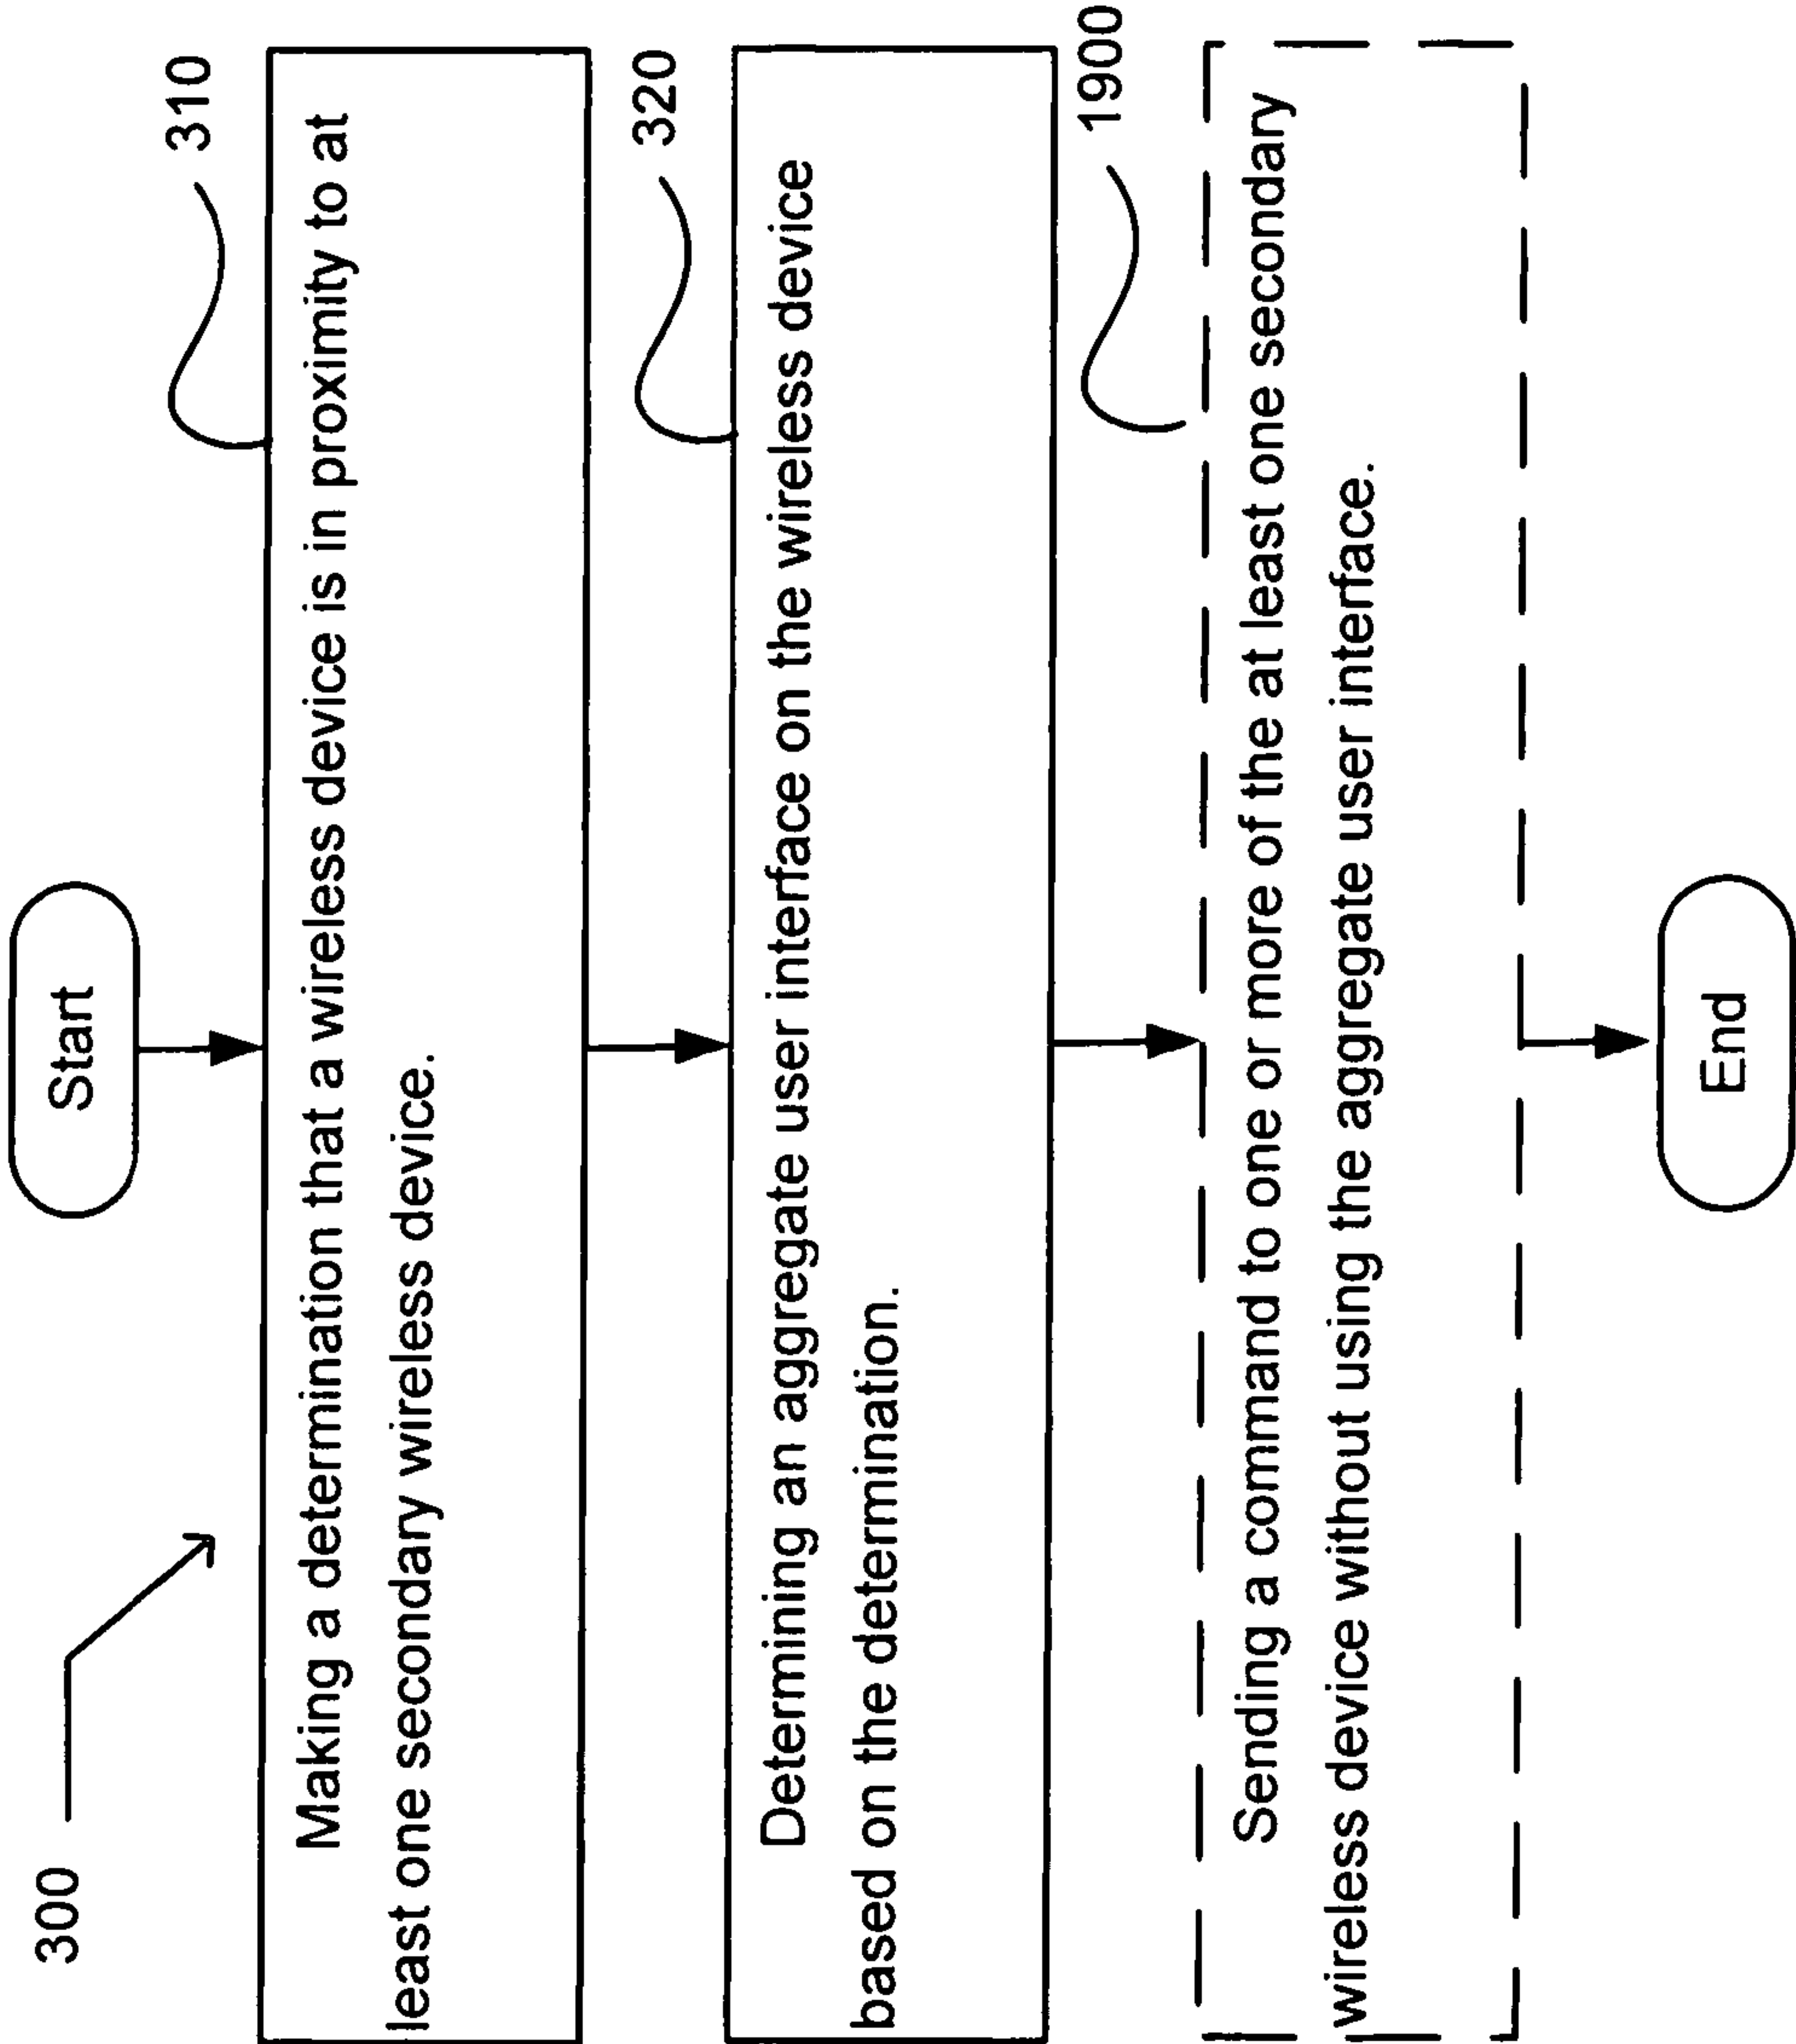 300
Start
310
Making a determination that a wireless device is in proximity to at
least one secondary wireless device.
320
Determining an aggregate user interface on the wireless device
based on the determination.
1900
Sending a command to one or more of the at least one secondary
wireless device without using the aggregate user interface.
End